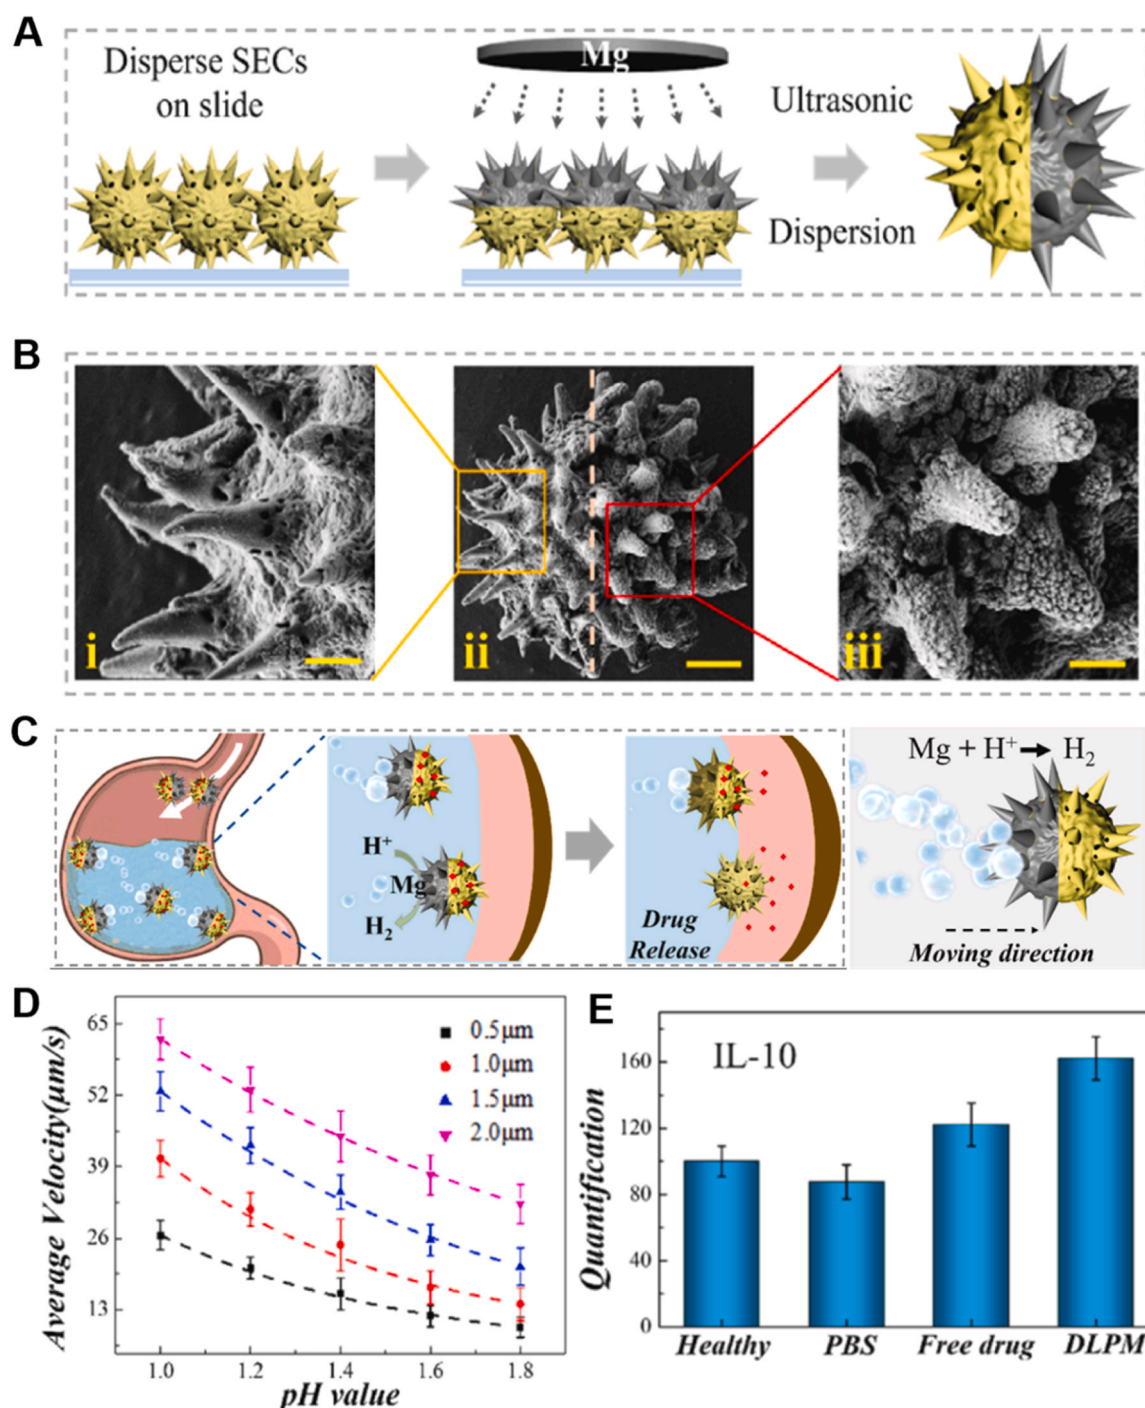 A
Disperse SECs
on slide
Mg
Ultrasonic
Dispersion
B
i
ii
iii
C
H⁺
Mg
H₂
Drug
Release
Mg + H⁺ → H₂
Moving direction
D
Average Velocity(μm/s)
65
52
39
26
13
0.5μm
1.0μm
1.5μm
2.0μm
1.0
1.2
1.4
1.6
1.8
pH value
E
IL-10
Quantification
160
120
80
40
0
Healthy
PBS
Free drug
DLPM